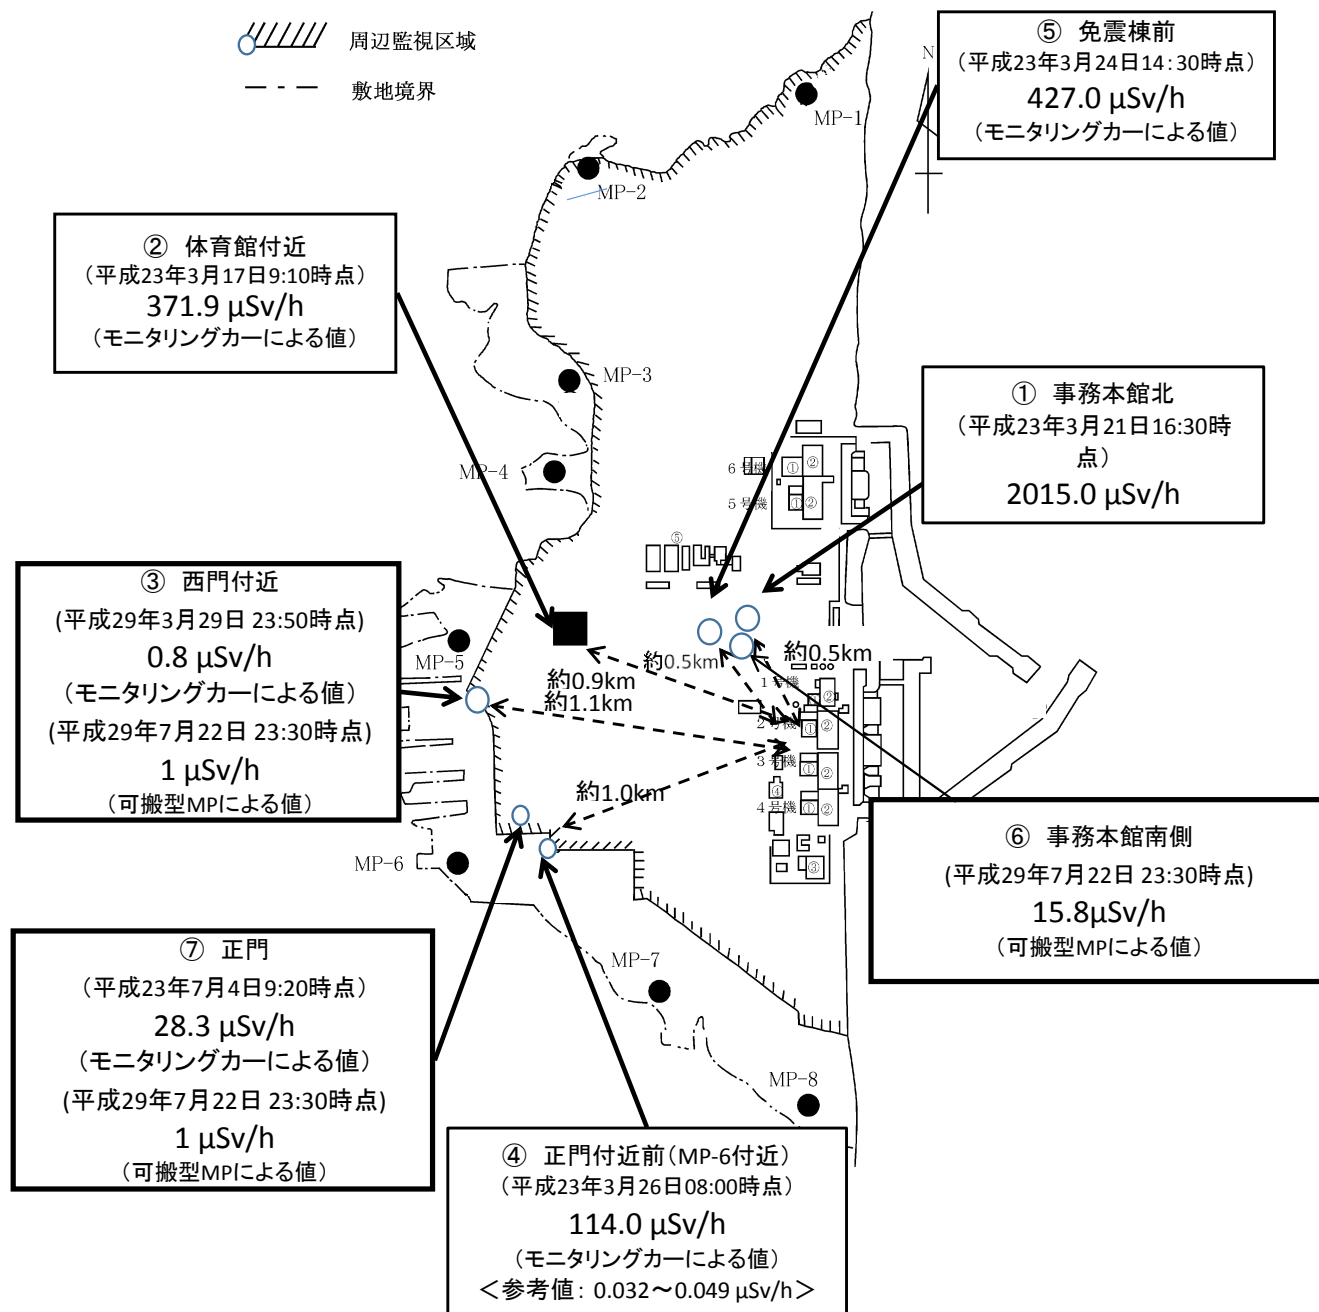 周辺監視区域
敷地境界
⑤ 免震棟前
(平成23年3月24日14:30時点)
427.0 μSv/h
(モニタリングカーによる値)
N
MP-1
MP-2
② 体育館付近
(平成23年3月17日9:10時点)
371.9 μSv/h
(モニタリングカーによる値)
MP-3
① 事務本館北
(平成23年3月21日16:30時
点)
2015.0 μSv/h
MP-4
6号機
① ②
5号機
① ②
⑤
③ 西門付近
(平成29年3月29日 23:50時点)
0.8 μSv/h
(モニタリングカーによる値)
(平成29年7月22日 23:30時点)
1 μSv/h
(可搬型MPによる値)
MP-5
約0.5km
約0.5km
約0.9km
約1.1km
1号機
②
2号機
① ②
3号機
① ②
④
4号機
① ②
③
約1.0km
MP-6
⑥ 事務本館南側
(平成29年7月22日 23:30時点)
15.8μSv/h
(可搬型MPによる値)
⑦ 正門
(平成23年7月4日9:20時点)
28.3 μSv/h
(モニタリングカーによる値)
(平成29年7月22日 23:30時点)
1 μSv/h
(可搬型MPによる値)
MP-7
MP-8
④ 正門付近前(MP-6付近)
(平成23年3月26日08:00時点)
114.0 μSv/h
(モニタリングカーによる値)
<参考値: 0.032～0.049 μSv/h>